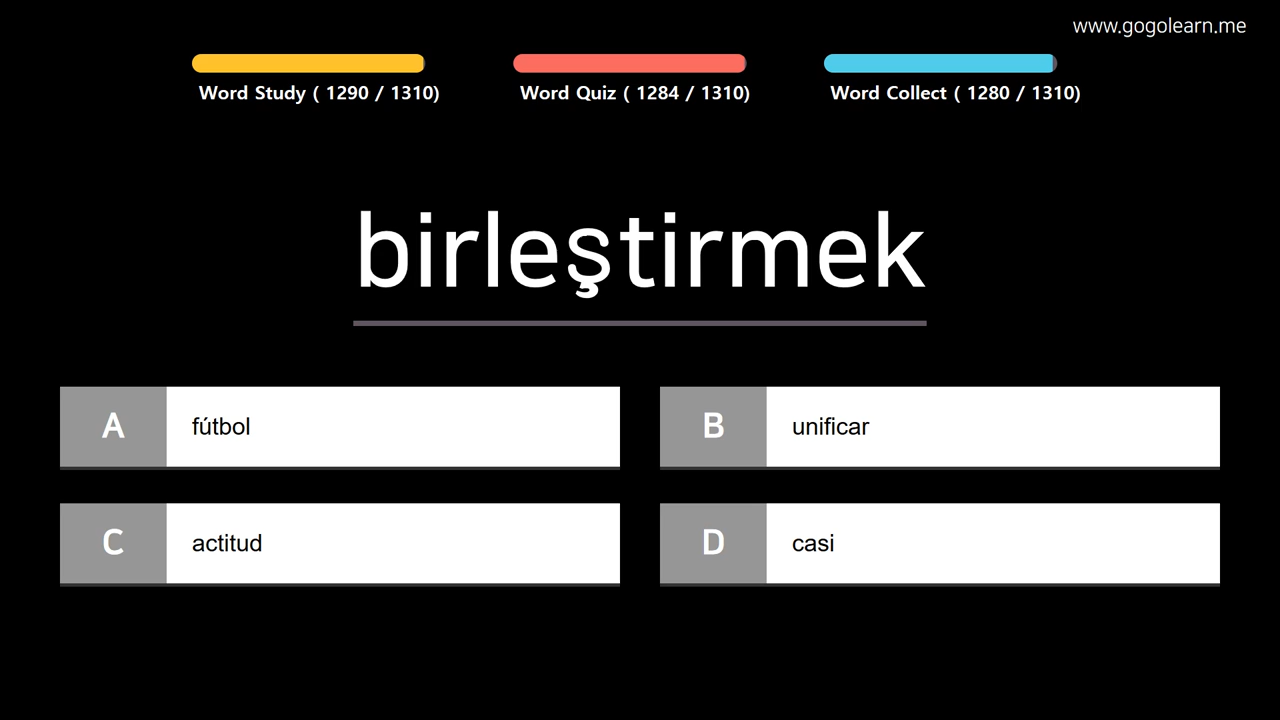 www.gogolearn.me
Word Study ( 1290 / 1310)
Word Quiz ( 1284 / 1310)
Word Collect ( 1280 / 1310)
birleştirmek
A fútbol
B unificar
C actitud
D casi